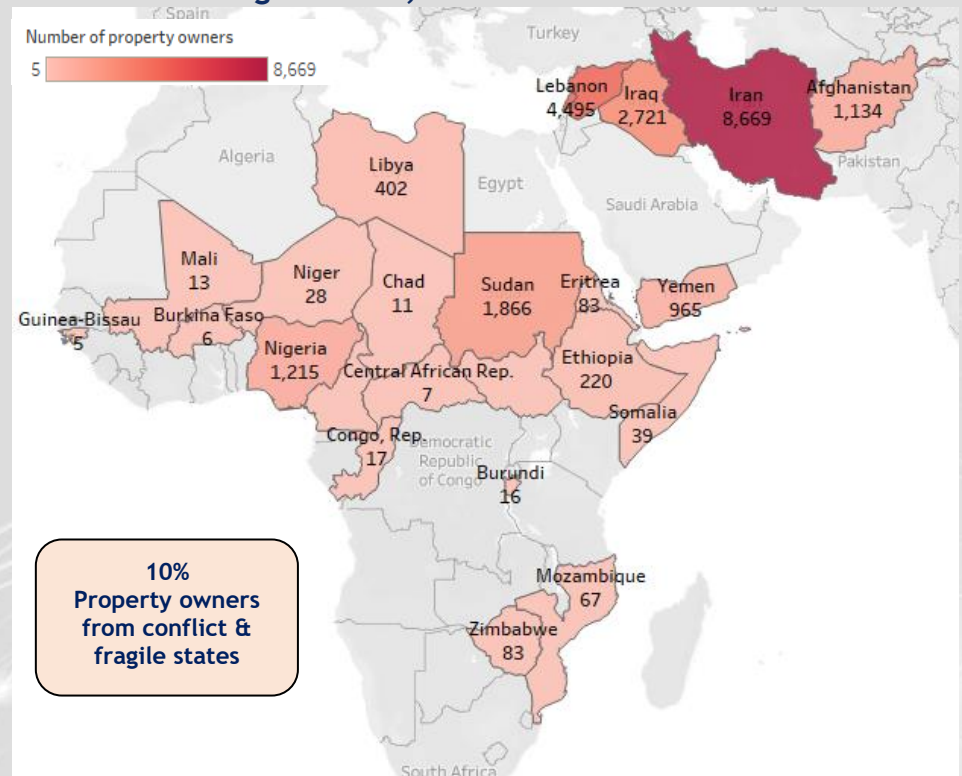 Spain
Number of property owners
5
8,669
Turkey
Lebanon
4,495
Iraq
2,721
Iran
8,669
Afghanistan
1,134
Pakistan
Algeria
Libya
402
Egypt
Saudi Arabia
Mali
13
Niger
28
Chad
11
Sudan
1,866
Eritrea
83
Yemen
965
Guinea-Bissau
5
Burkina Faso
6
Nigeria
1,215
Central African Rep.
7
Ethiopia
220
Somalia
39
Congo, Rep.
17
Democratic
Republic
of Congo
Burundi
16
10%
Property owners
from conflict &
fragile states
Mozambique
67
Zimbabwe
83
South Africa